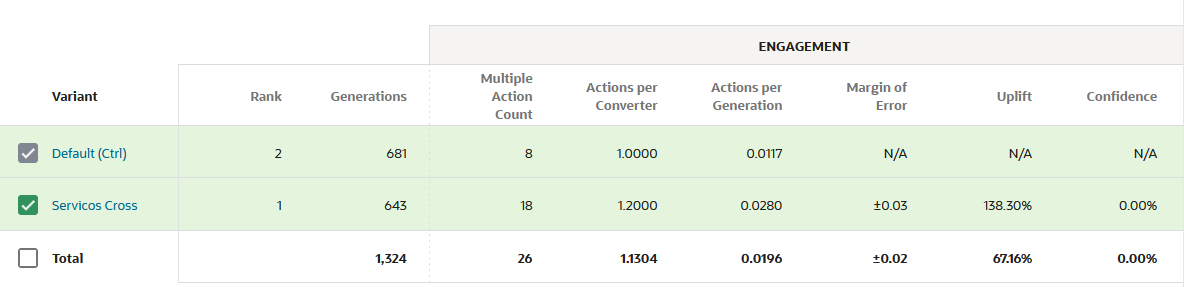 ENGAGEMENT
Variant Rank Generations Multiple Action Count Actions per Converter Actions per Generation Margin of Error Uplift Confidence
Default (Ctrl) 2 681 8 1.0000 0.0117 N/A N/A N/A
Servicos Cross 1 643 18 1.2000 0.0280 ±0.03 138.30% 0.00%
Total 1,324 26 1.1304 0.0196 ±0.02 67.16% 0.00%